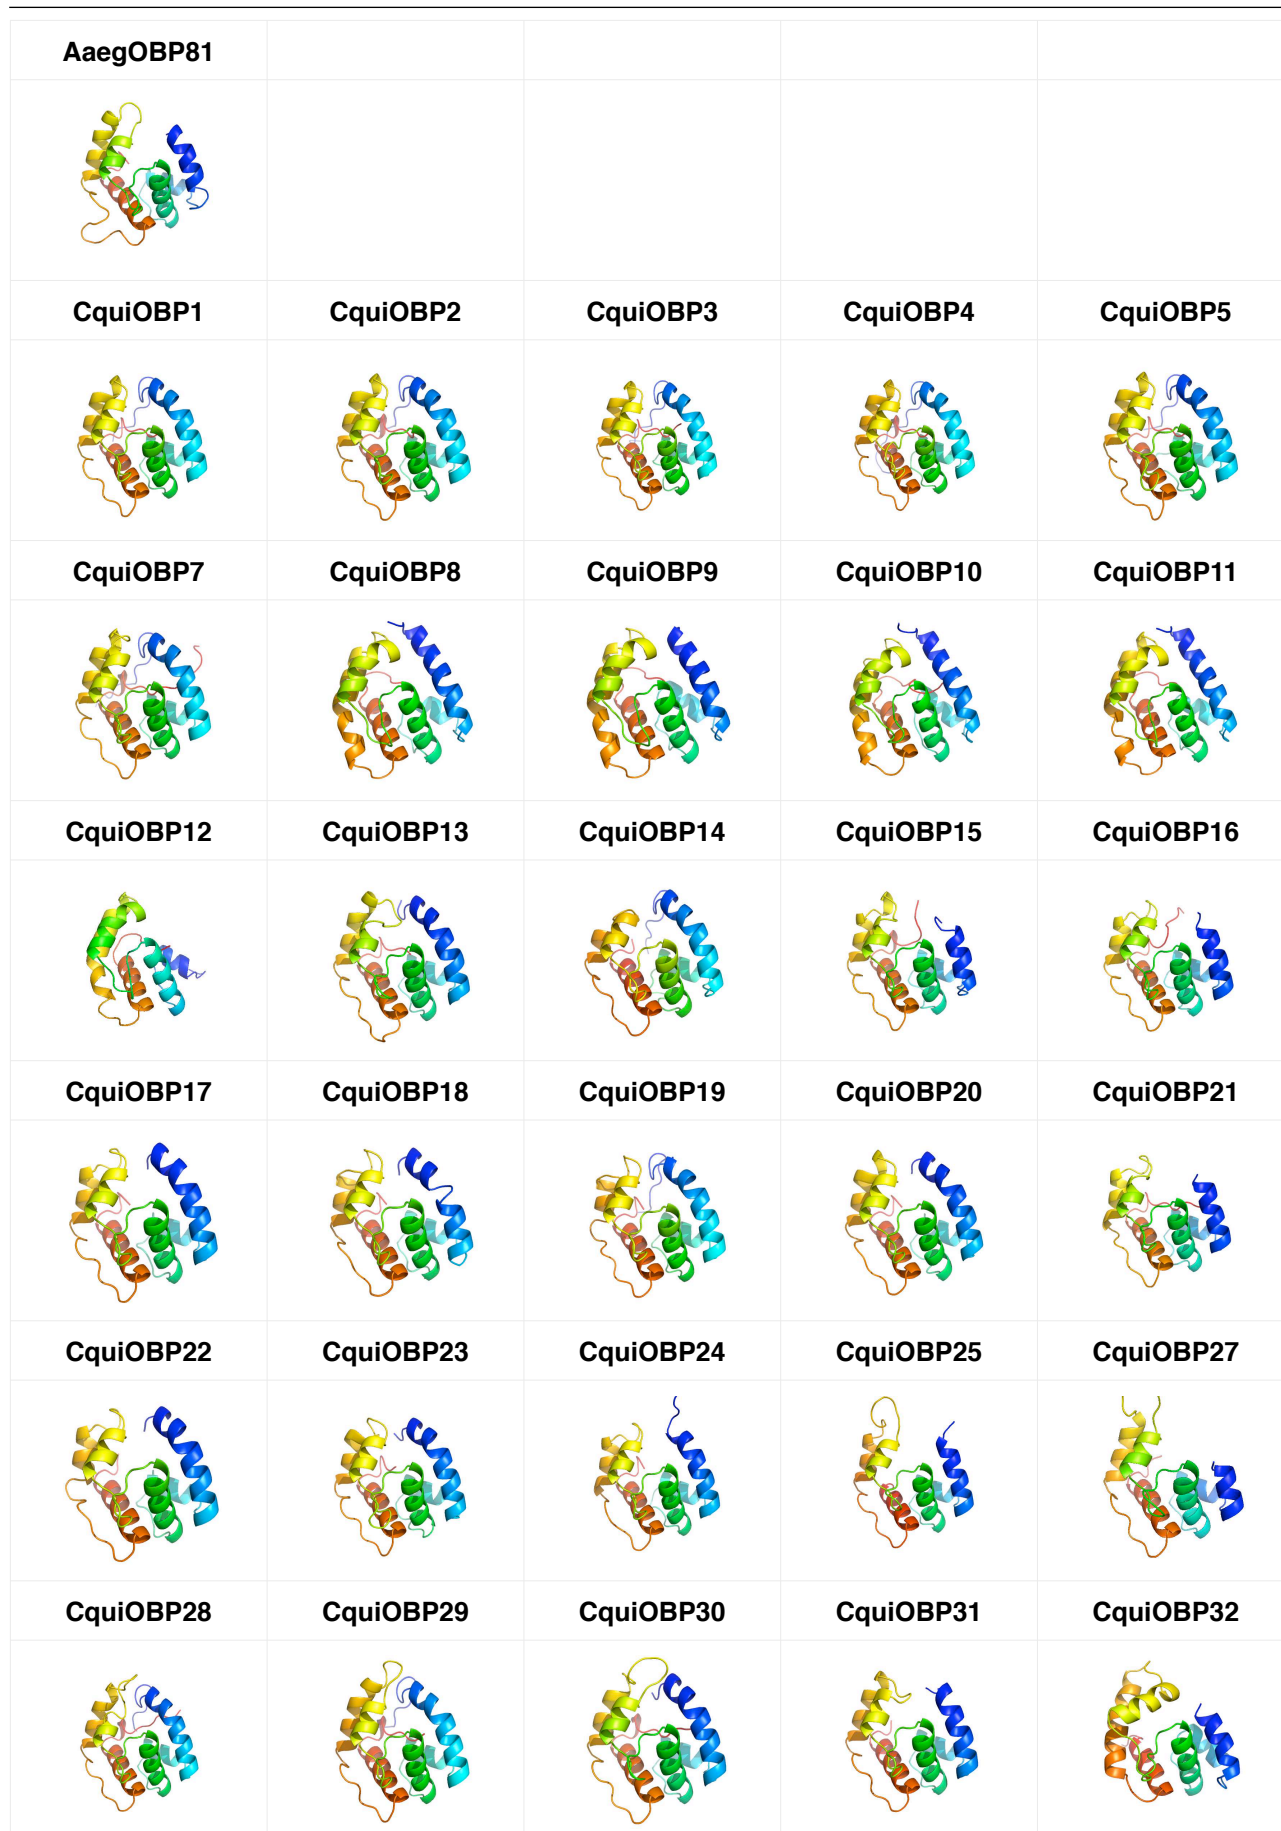 AaegOBP81
CquiOBP1 CquiOBP2 CquiOBP3 CquiOBP4 CquiOBP5
CquiOBP7 CquiOBP8 CquiOBP9 CquiOBP10 CquiOBP11
CquiOBP12 CquiOBP13 CquiOBP14 CquiOBP15 CquiOBP16
CquiOBP17 CquiOBP18 CquiOBP19 CquiOBP20 CquiOBP21
CquiOBP22 CquiOBP23 CquiOBP24 CquiOBP25 CquiOBP27
CquiOBP28 CquiOBP29 CquiOBP30 CquiOBP31 CquiOBP32